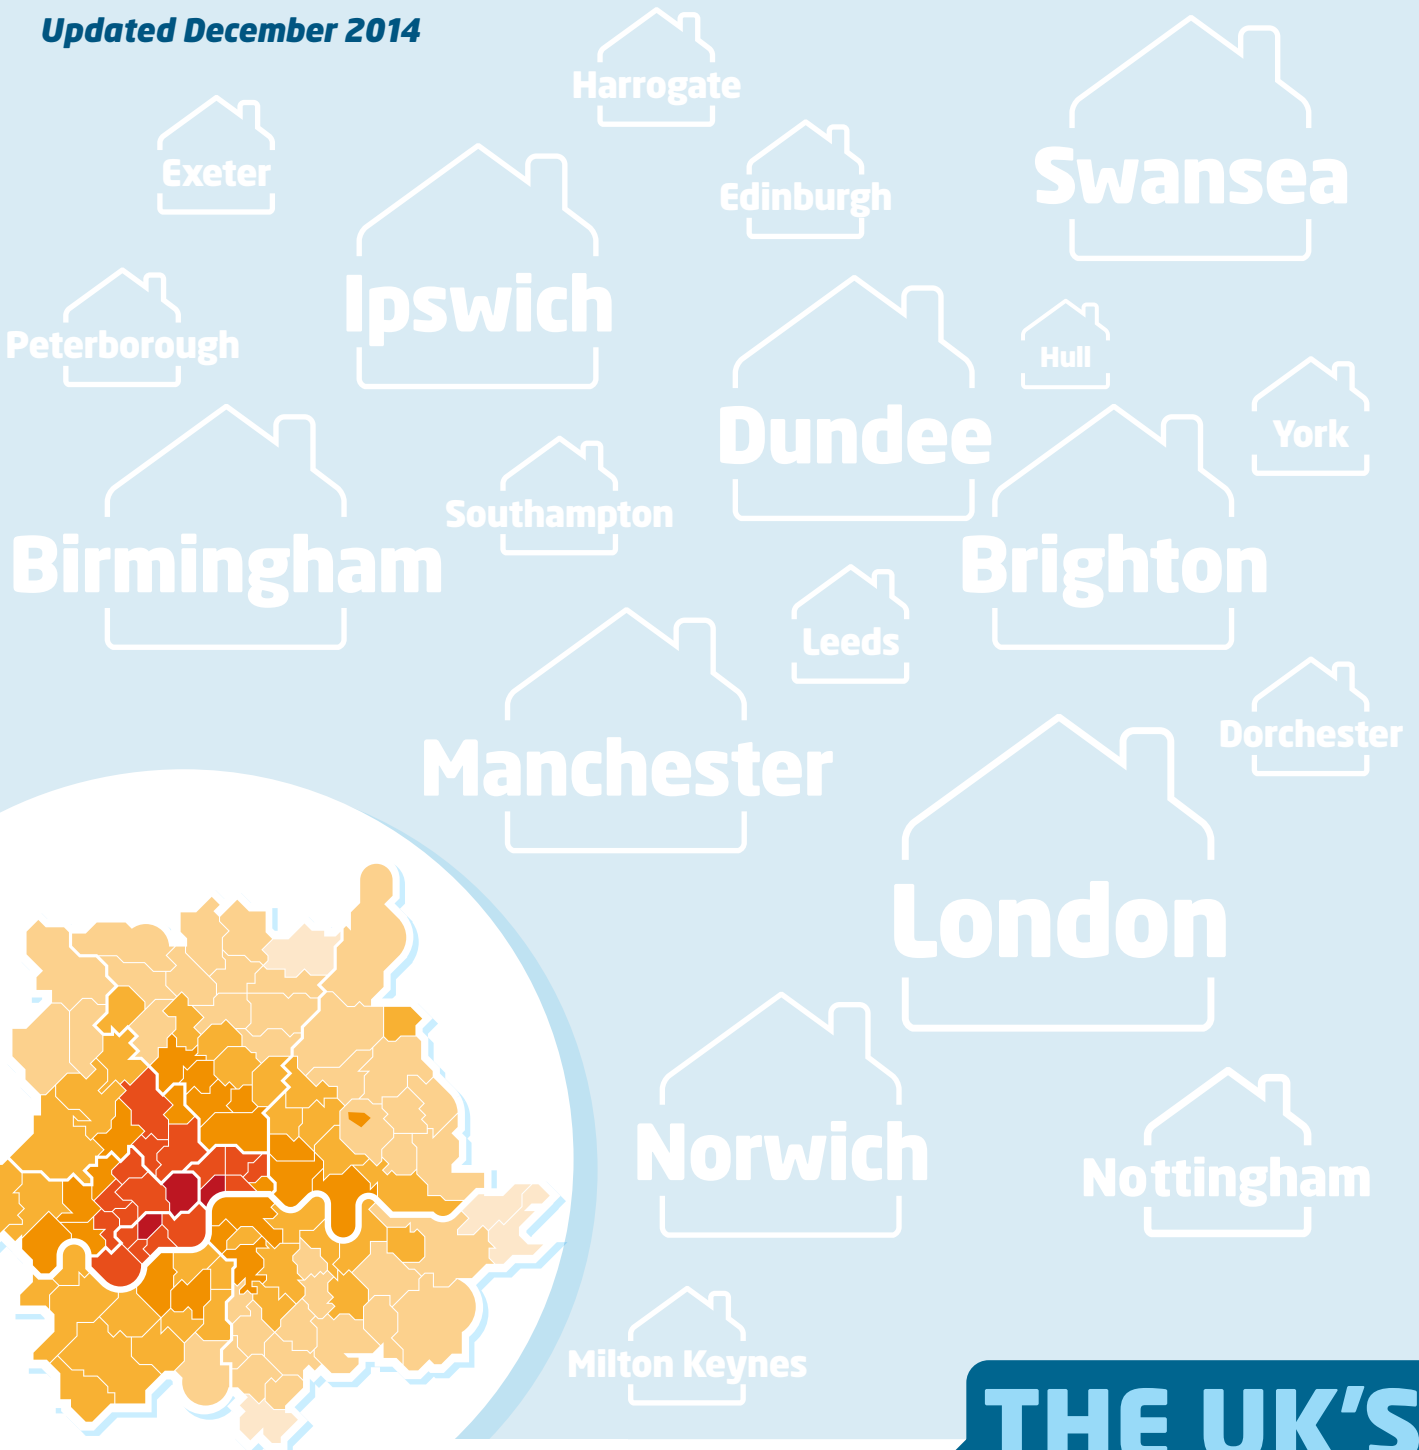 Updated December 2014
Harrogate
Exeter
Edinburgh
Swansea
Ipswich
Peterborough
Hull
Dundee
York
Southampton
Birmingham
Brighton
Leeds
Dorchester
Manchester
London
Norwich
Nottingham
Milton Keynes
THE UK'S